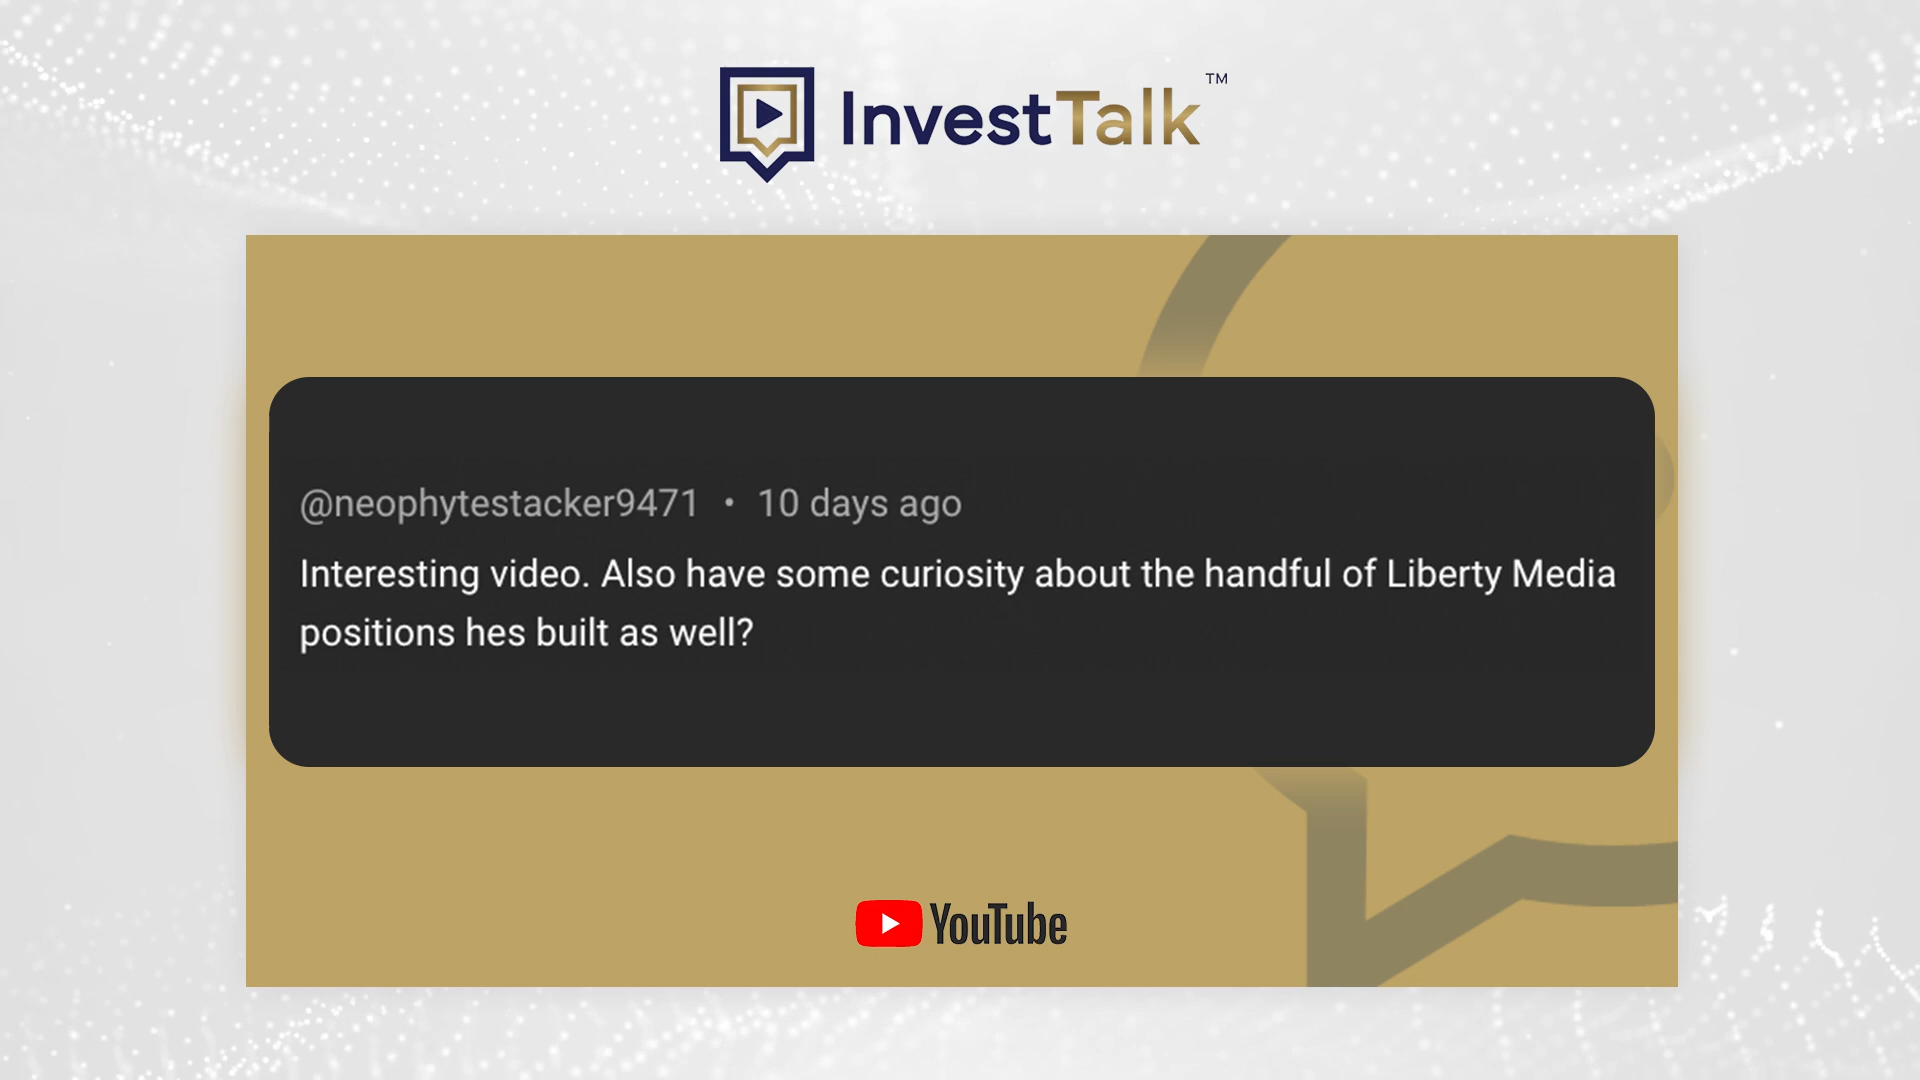 InvestTalk™
@neophytestacker9471 • 10 days ago
Interesting video. Also have some curiosity about the handful of Liberty Media
positions hes built as well?
YouTube